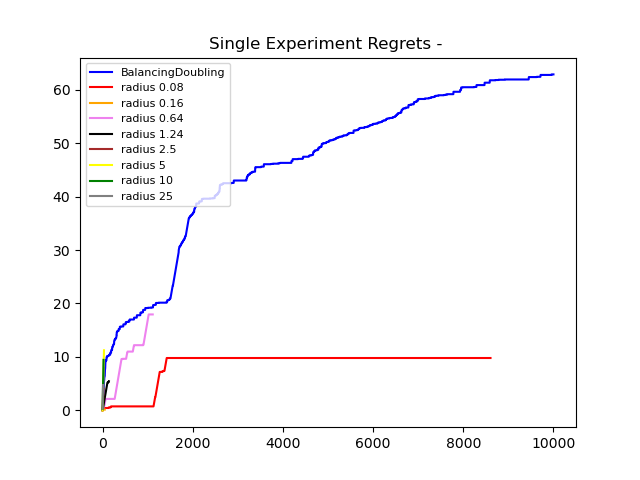 Single Experiment Regrets -
BalancingDoubling
radius 0.08
radius 0.16
radius 0.64
radius 1.24
radius 2.5
radius 5
radius 10
radius 25
60
50
40
30
20
10
0
0 2000 4000 6000 8000 10000